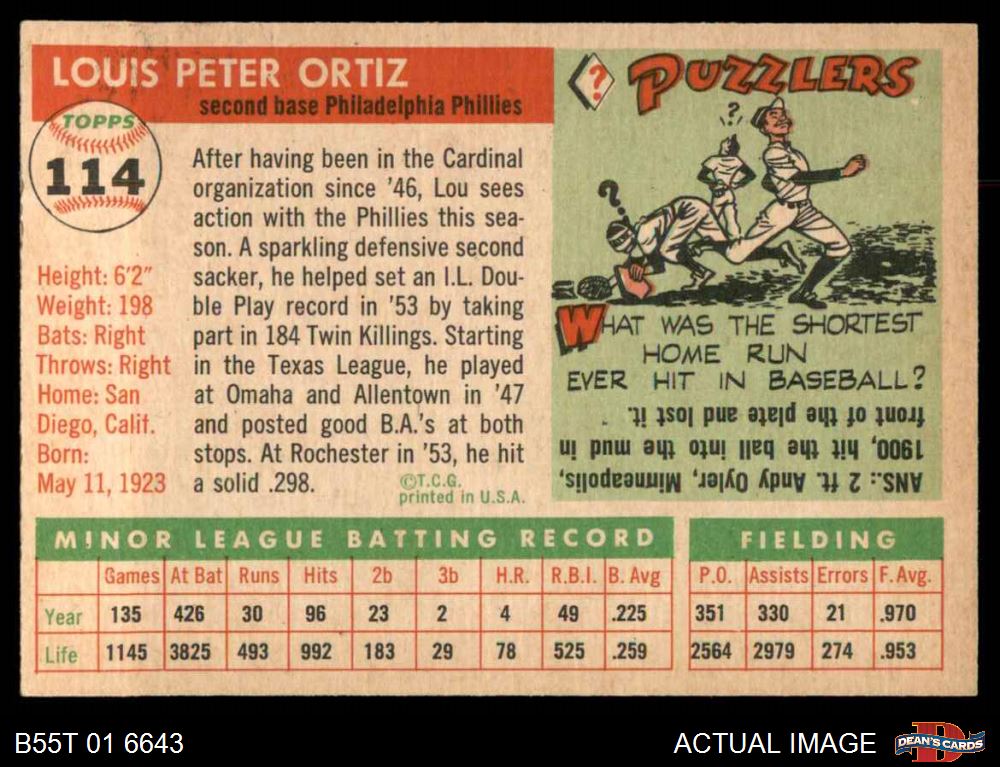 LOUIS PETER ORTIZ
second base Philadelphia Phillies
TOPPS
114
Height: 6'2"
Weight: 198
Bats: Right
Throws: Right
Home: San
Diego, Calif.
Born:
May 11, 1923
After having been in the Cardinal
organization since '46, Lou sees
action with the Phillies this sea-
son. A sparkling defensive second
sacker, he helped set an I.L. Dou-
ble Play record in '53 by taking
part in 184 Twin Killings. Starting
in the Texas League, he played
at Omaha and Allentown in '47
and posted good B.A.'s at both
stops. At Rochester in '53, he hit
a solid .298.
©T.C.G.
printed in U.S.A.
? PUZZLERS
?
?
WHAT WAS THE SHORTEST
HOME RUN
EVER HIT IN BASEBALL?
ANS.: 2 ft. Andy Oyler, Minneapolis,
1900, hit the ball into the mud in
front of the plate and lost it.
MINOR LEAGUE BATTING RECORD
Games At Bat Runs Hits 2b 3b H.R. R.B.I. B. Avg
Year 135 426 30 96 23 2 4 49 .225
Life 1145 3825 493 992 183 29 78 525 .259
FIELDING
P.O. Assists Errors F. Avg.
351 330 21 .970
2564 2979 274 .953
B55T 01 6643
ACTUAL IMAGE
DEAN'S CARDS